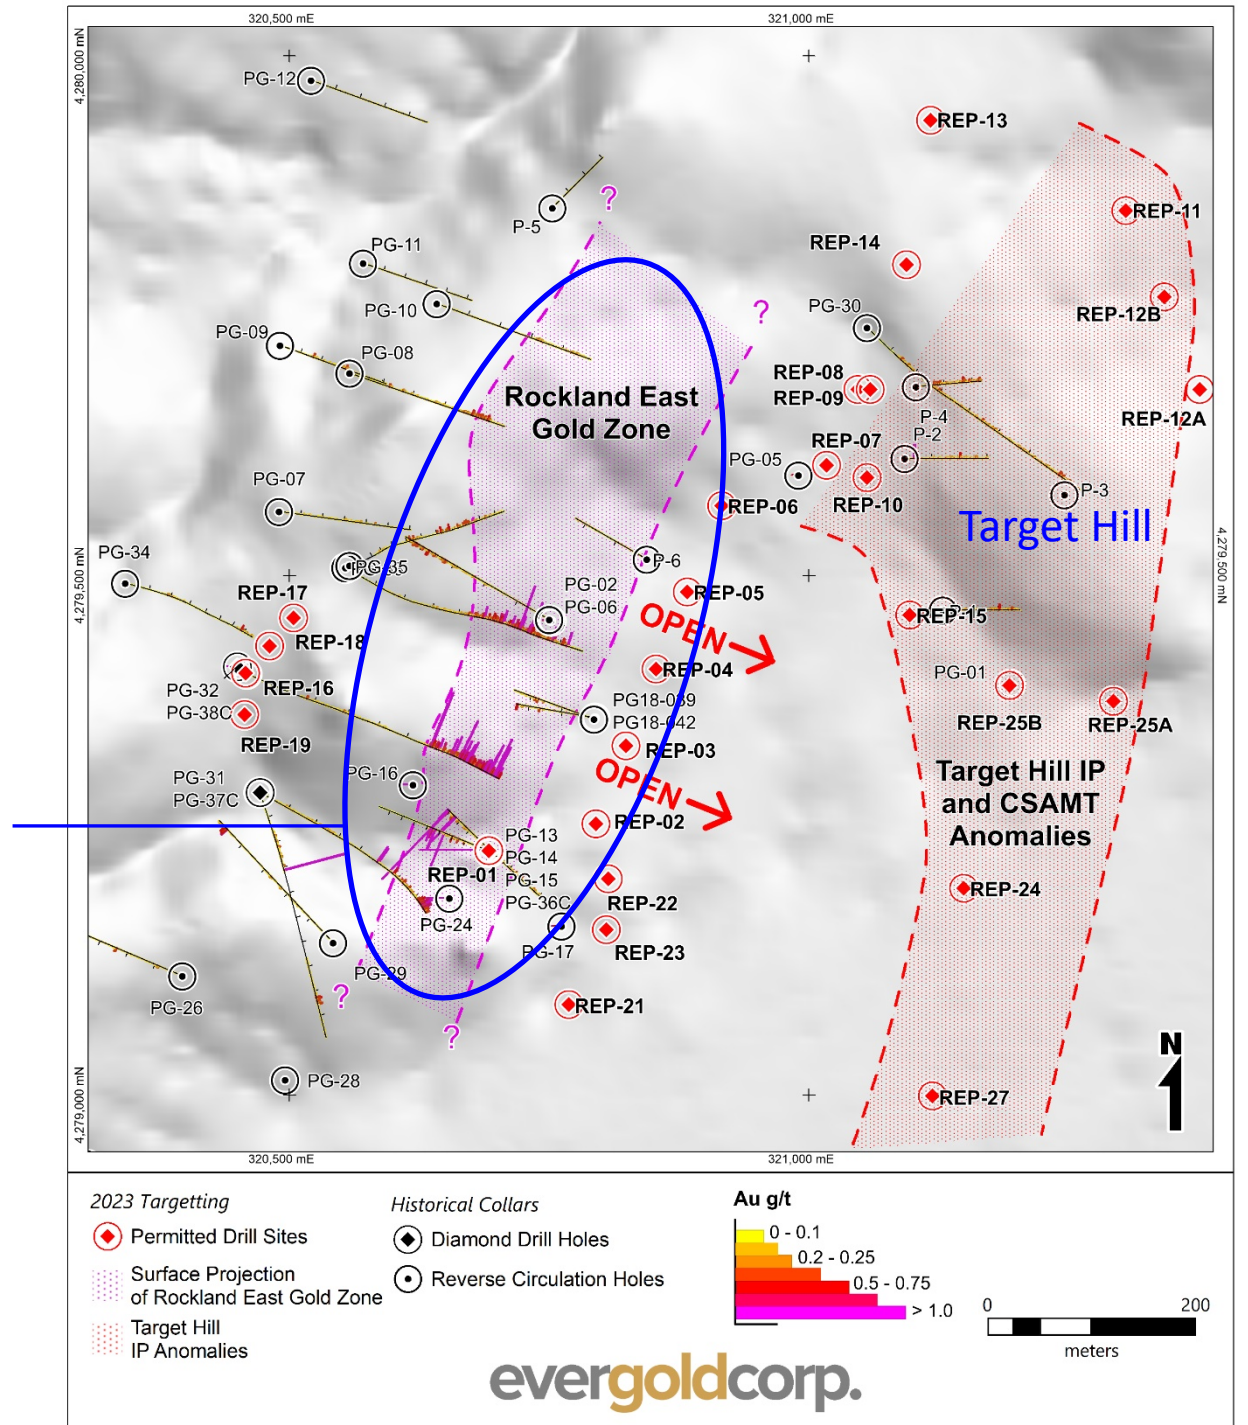 320,500 mE
321,000 mE
4,280,000 mN
PG-12
REP-13
P-5
?
REP-11
PG-11
REP-14
PG-10
PG-30
REP-12B
?
PG-09
PG-08
REP-08
REP-09
REP-12A
Rockland East
Gold Zone
P-4
P-2
REP-07
PG-05
PG-07
REP-10
P-3
REP-06
Target Hill
4,279,500 mN
4,279,500 mN
PG-34
PG-35
P-6
PG-02
PG-06
REP-17
REP-05
OPEN
REP-15
REP-18
REP-04
PG-01
PG-32
REP-16
PG-38C
PG18-039
PG18-042
REP-25B
REP-25A
REP-19
REP-03
PG-31
PG-37C
PG-16
OPEN
Target Hill IP
and CSAMT
Anomalies
REP-02
PG-13
PG-14
PG-15
PG-36C
REP-01
REP-22
REP-24
PG-24
PG-17
REP-23
PG-29
?
PG-26
REP-21
?
N
PG-28
REP-27
4,279,000 mN
320,500 mE
321,000 mE
2023 Targetting
Permitted Drill Sites
Surface Projection
of Rockland East Gold Zone
Target Hill
IP Anomalies
Historical Collars
Diamond Drill Holes
Reverse Circulation Holes
Au g/t
0 - 0.1
0.2 - 0.25
0.5 - 0.75
> 1.0
0
200
meters
evergoldcorp.